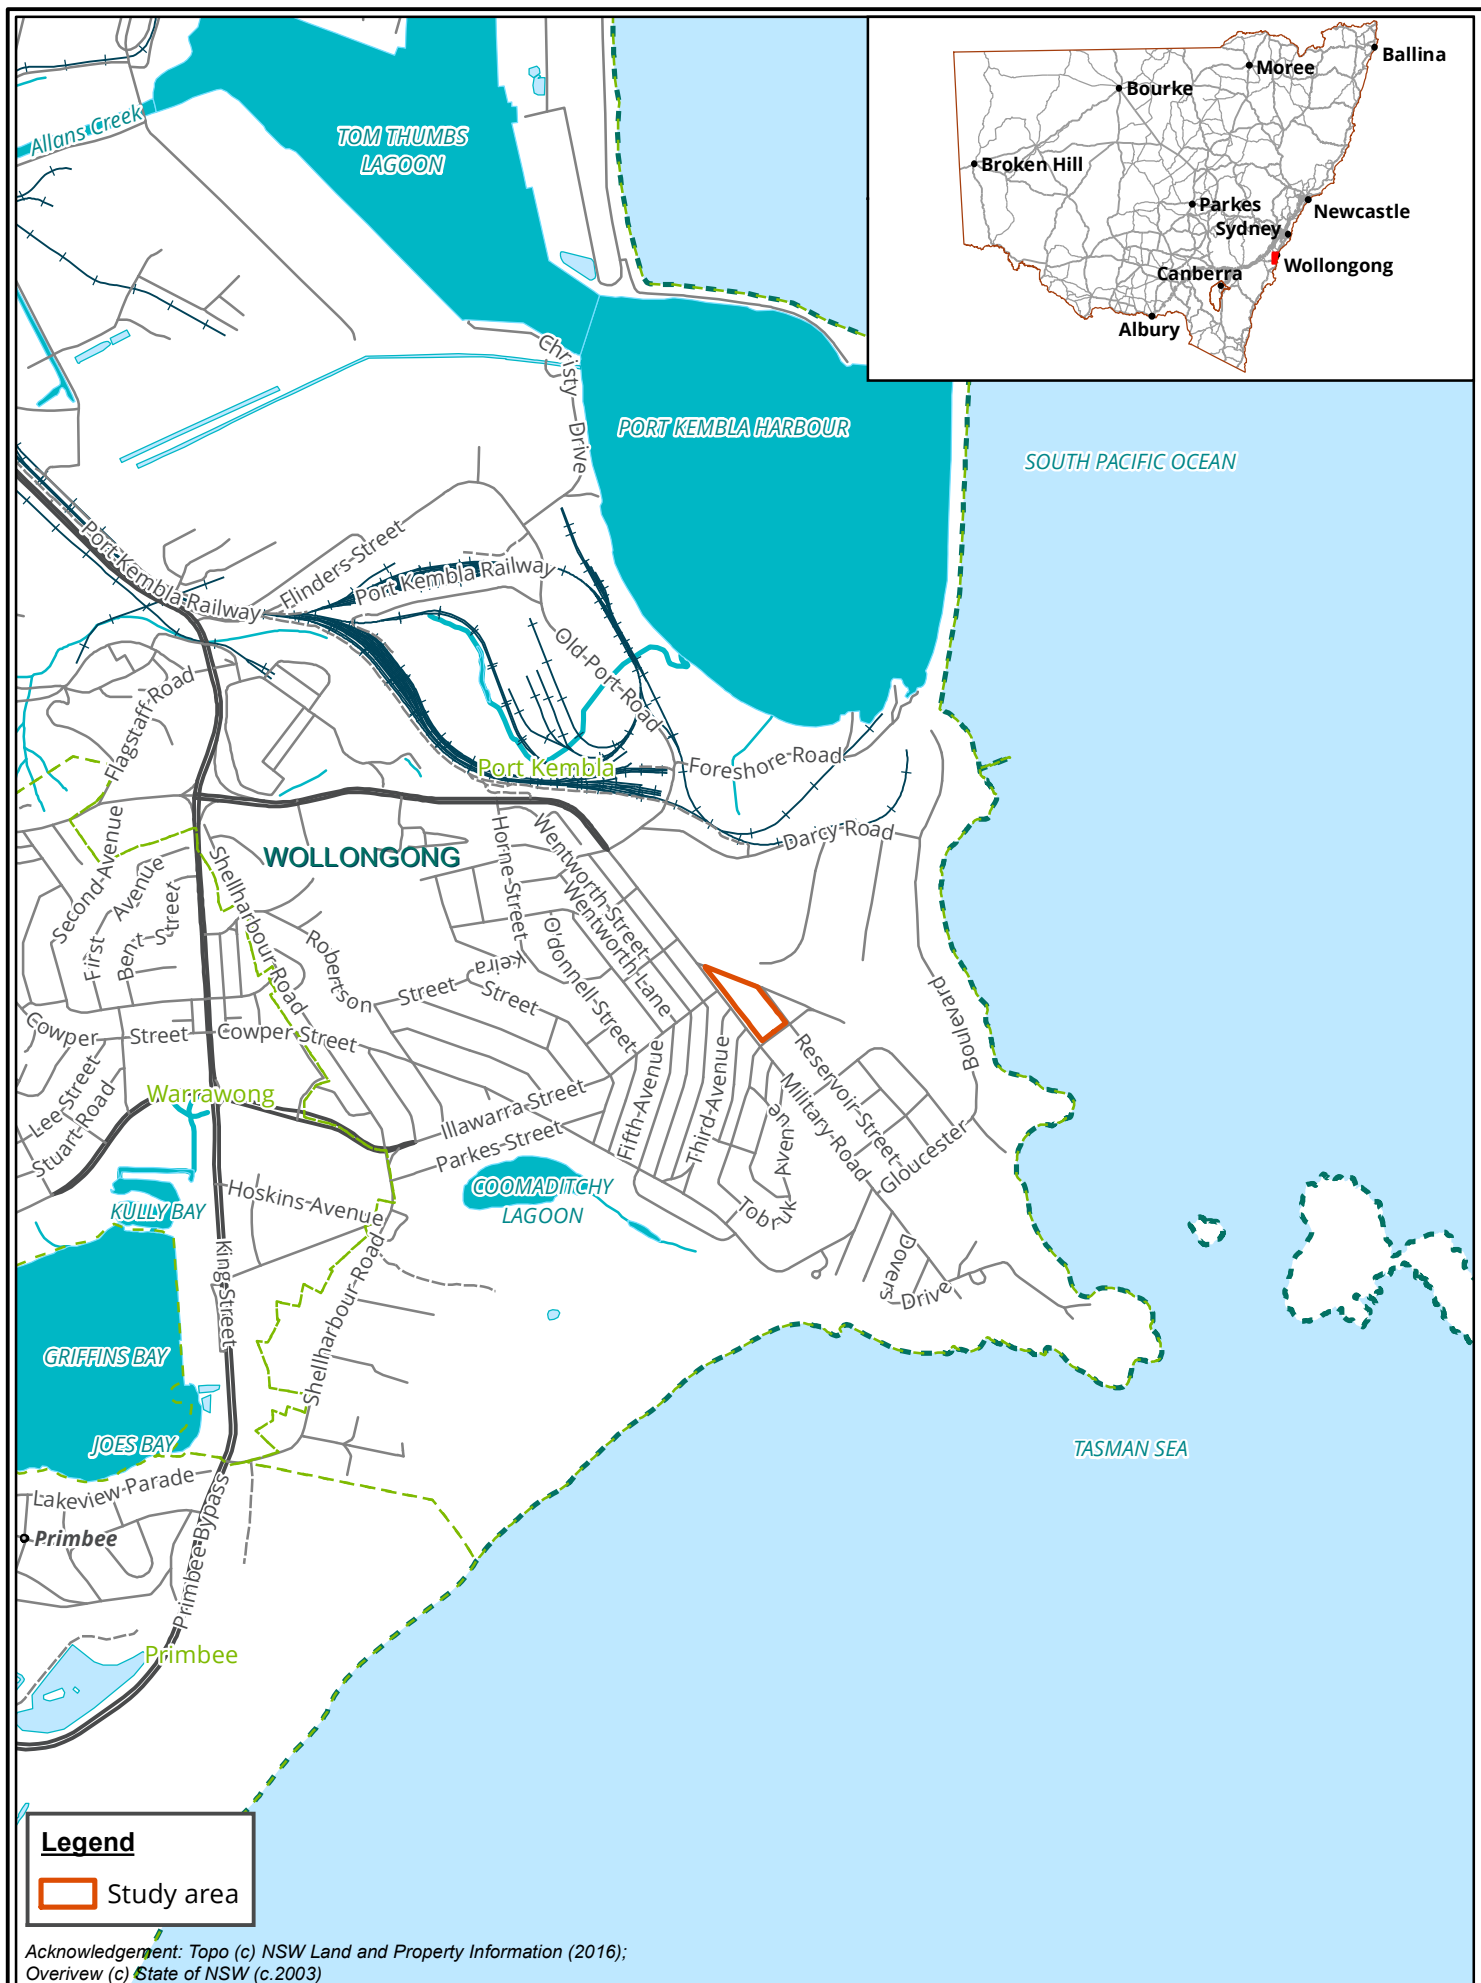 Allans Creek
TOM THUMBS
LAGOON
Ballina
Moree
Bourke
Broken Hill
Parkes
Newcastle
Sydney
Wollongong
Canberra
Albury
Christy
Drive
PORT KEMBLA HARBOUR
SOUTH PACIFIC OCEAN
Port Kembla Railway
Flinders Street
Port Kembla Railway
Old Port Road
Flagstaff Road
Port Kembla
Foreshore Road
Darcy Road
WOLLONGONG
Second Avenue
First
Avenue
Bent Street
Shellharbour Road
Horne Street
Wentworth Street
Wentworth Lane
O'donnell Street
Robertson
Street
Keira
Street
Cowper
Street
Cowper Street
Lee Street
Stuart Road
Warrawong
Illawarra Street
Parkes Street
Fifth Avenue
Third Avenue
Reservoir Street
Military Road
Boulevard
Gloucester
Avenue
Tobruk
Dovers
Drive
COOMADITCHY
LAGOON
KULLY BAY
Hoskins Avenue
King Street
Shellharbour Road
GRIFFINS BAY
JOES BAY
TASMAN SEA
Lakeview Parade
Primbee
Primbee Bypass
Primbee
Legend
Study area
Acknowledgement: Topo (c) NSW Land and Property Information (2016);
Overivew (c) State of NSW (c.2003)